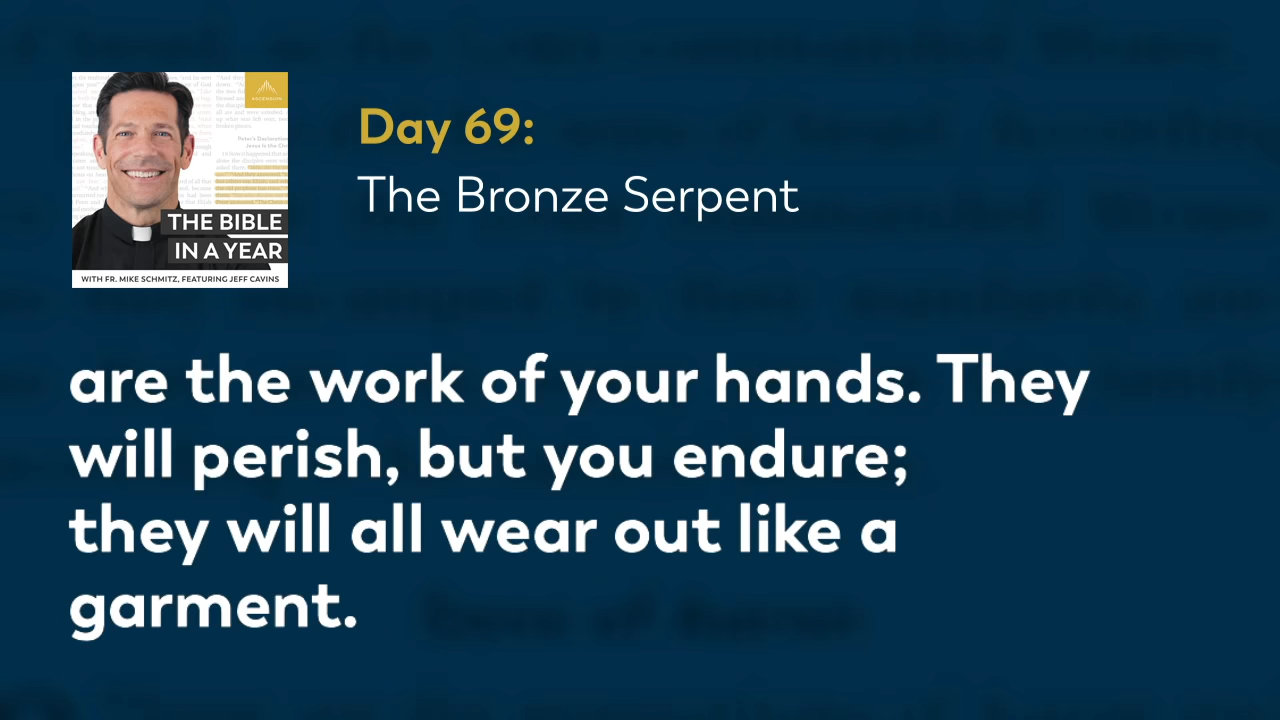 Day 69:
The Bronze Serpent
THE BIBLE
IN A YEAR
WITH FR. MIKE SCHMITZ, FEATURING JEFF CAVINS
are the work of your hands. They
will perish, but you endure;
they will all wear out like a
garment.